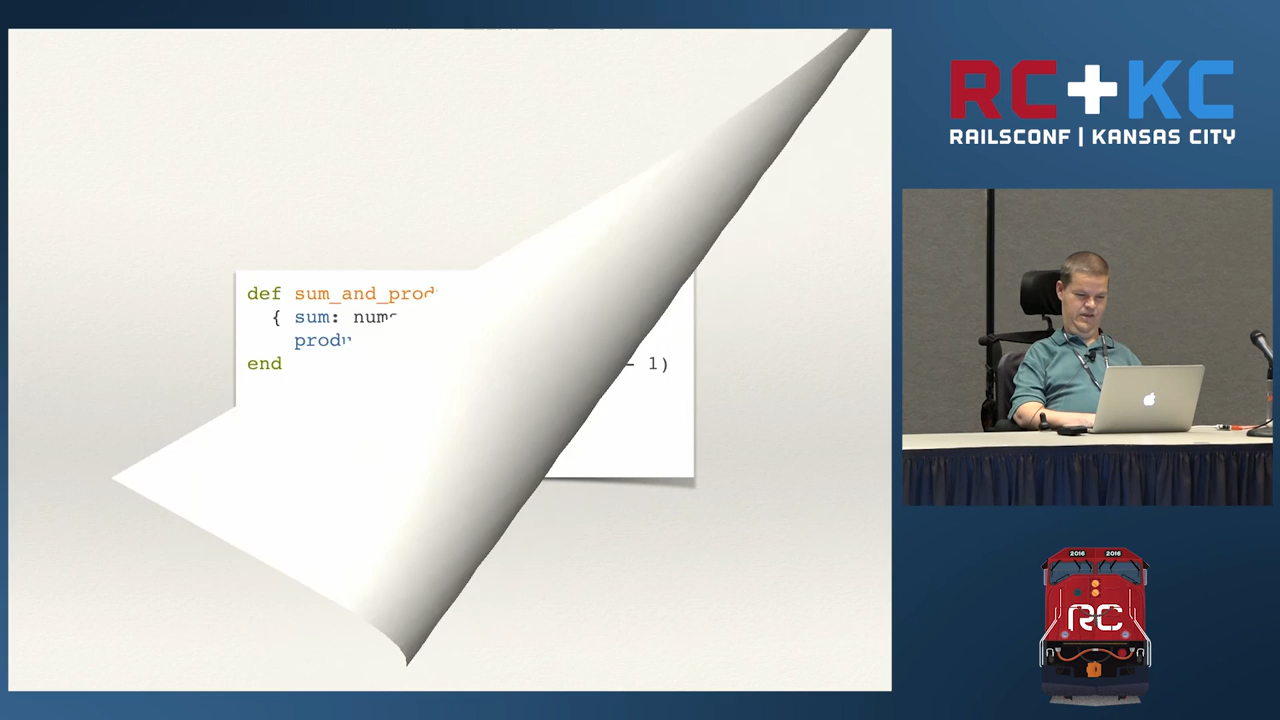 def sum_and_prod
{ sum: nums
produ
end
- 1)
RC+KC
RAILSCONF | KANSAS CITY
2016 2016
RC